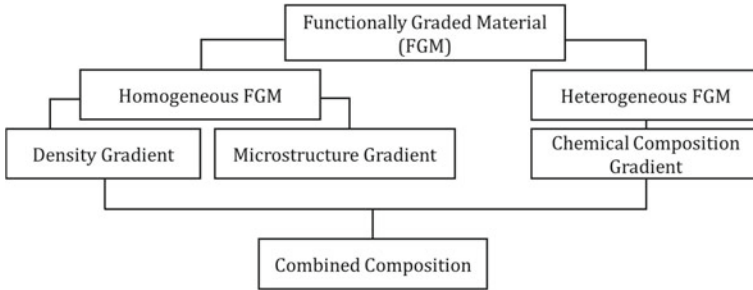 Functionally Graded Material
(FGM)
Homogeneous FGM
Heterogeneous FGM
Density Gradient
Microstructure Gradient
Chemical Composition
Gradient
Combined Composition